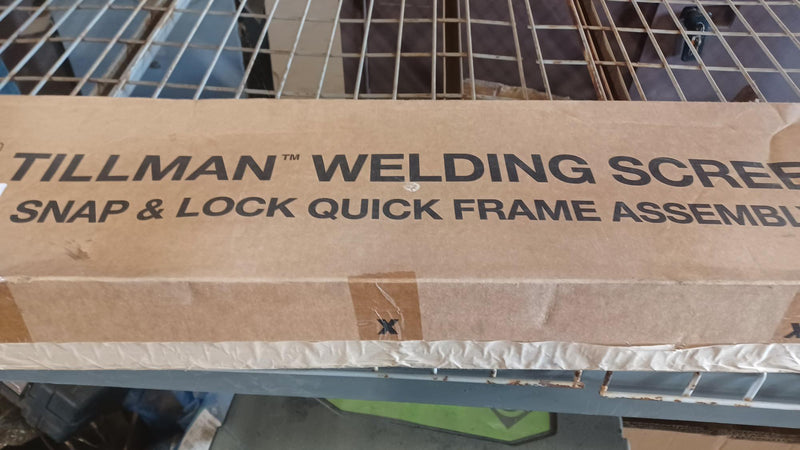 TILLMAN™ WELDING SCREE
SNAP & LOCK QUICK FRAME ASSEMBL
X